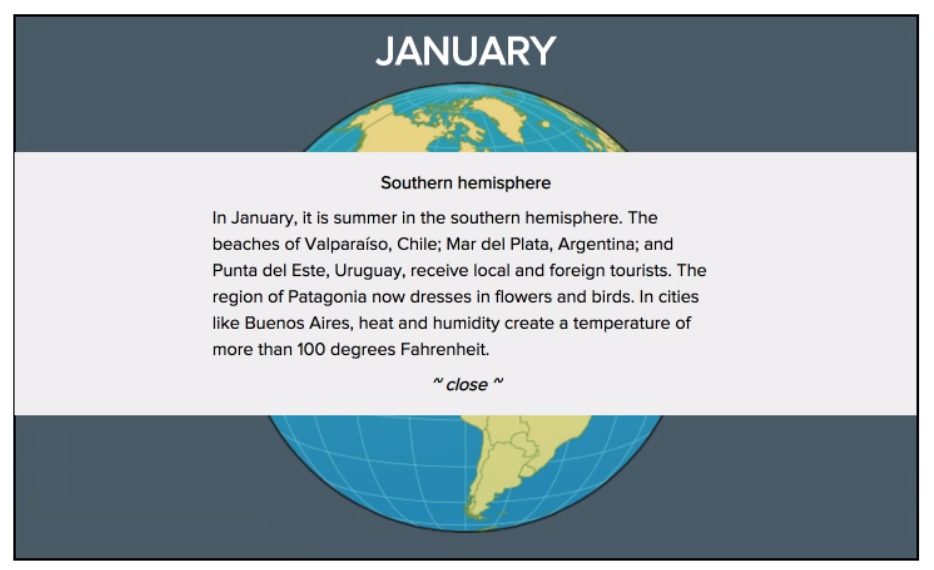 JANUARY
Southern hemisphere
In January, it is summer in the southern hemisphere. The
beaches of Valparaíso, Chile; Mar del Plata, Argentina; and
Punta del Este, Uruguay, receive local and foreign tourists. The
region of Patagonia now dresses in flowers and birds. In cities
like Buenos Aires, heat and humidity create a temperature of
more than 100 degrees Fahrenheit.
~ close ~